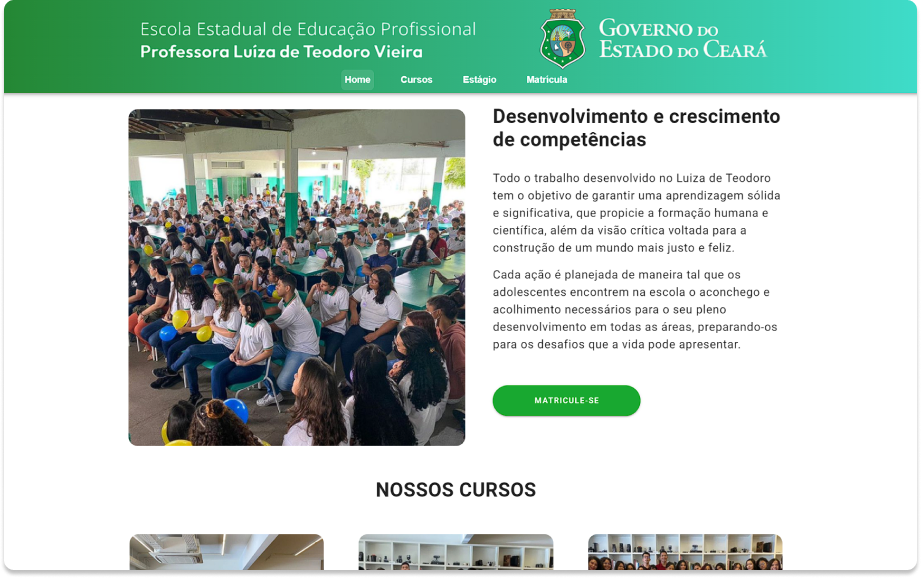 Escola Estadual de Educação Profissional
Professora Luíza de Teodoro Vieira
GOVERNO DO
ESTADO DO CEARÁ
Home Cursos Estágio Matrícula
Desenvolvimento e crescimento
de competências
Todo o trabalho desenvolvido no Luiza de Teodoro
tem o objetivo de garantir uma aprendizagem sólida
e significativa, que propicie a formação humana e
científica, além da visão crítica voltada para a
construção de um mundo mais justo e feliz.
Cada ação é planejada de maneira tal que os
adolescentes encontrem na escola o aconchego e
acolhimento necessários para o seu pleno
desenvolvimento em todas as áreas, preparando-os
para os desafios que a vida pode apresentar.
MATRICULE-SE
NOSSOS CURSOS